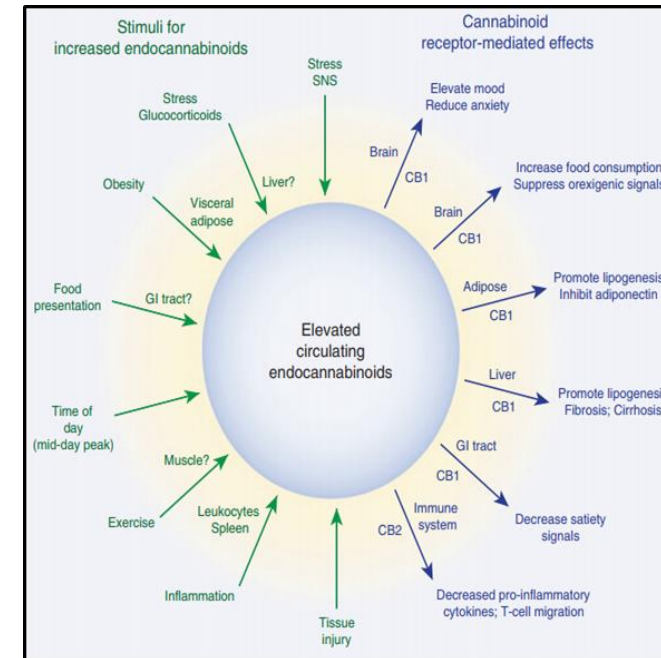 Stimuli for
increased endocannabinoids
Cannabinoid
receptor-mediated effects
Stress
SNS
Stress
Glucocorticoids
Liver?
Obesity
Visceral
adipose
Food
presentation
GI tract?
Time of
day
(mid-day peak)
Muscle?
Exercise
Leukocytes
Spleen
Inflammation
Tissue
injury
Elevated
circulating
endocannabinoids
Elevate mood
Reduce anxiety
Brain
CB1
Increase food consumption
Suppress orexigenic signals
Brain
CB1
Adipose
CB1
Promote lipogenesis
Inhibit adiponectin
Liver
CB1
Promote lipogenesi
Fibrosis; Cirrhosis
GI tract
CB1
Decrease satiety
signals
Immune
system
CB2
Decreased pro-inflammatory
cytokines; T-cell migration